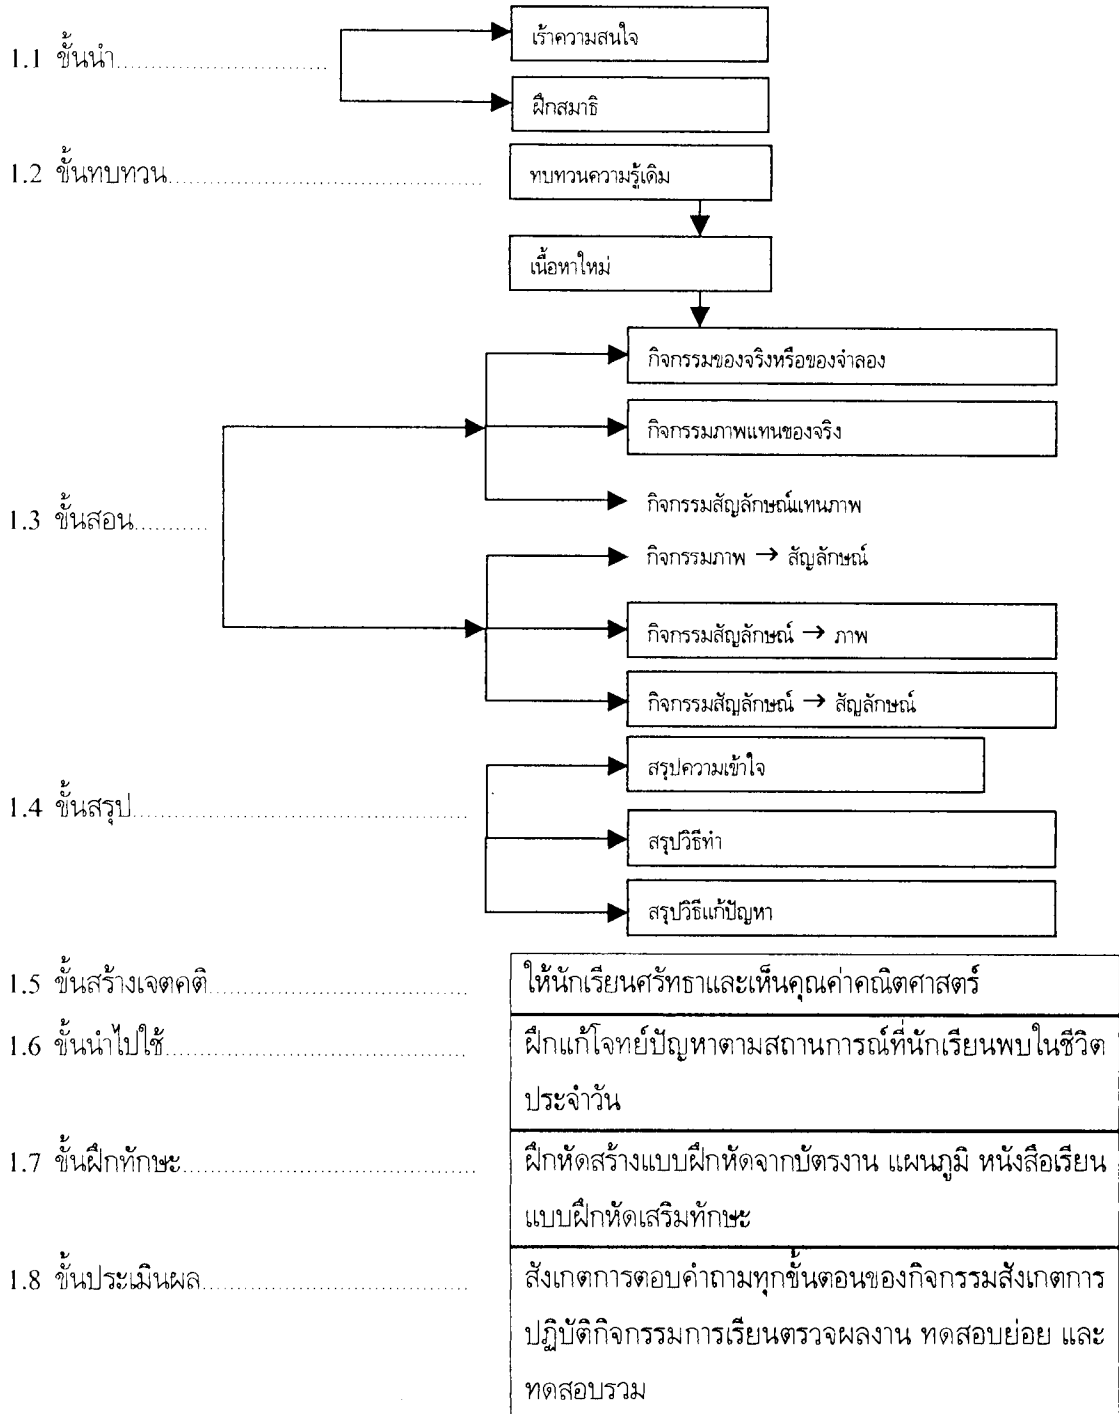 เร้าความสนใจ
1.1 ขั้นนำ
ฝึกสมาธิ
1.2 ขั้นทบทวน
ทบทวนความรู้เดิม
เนื้อหาใหม่
กิจกรรมของจริงหรือของจำลอง
กิจกรรมภาพแทนของจริง
กิจกรรมสัญลักษณ์แทนภาพ
1.3 ขั้นสอน
กิจกรรมภาพ → สัญลักษณ์
กิจกรรมสัญลักษณ์ → ภาพ
กิจกรรมสัญลักษณ์ → สัญลักษณ์
สรุปความเข้าใจ
1.4 ขั้นสรุป
สรุปวิธีทำ
สรุปวิธีแก้ปัญหา
1.5 ขั้นสร้างเจตคติ
ให้นักเรียนศรัทธาและเห็นคุณค่าคณิตศาสตร์
1.6 ขั้นนำไปใช้
ฝึกแก้โจทย์ปัญหาตามสถานการณ์ที่นักเรียนพบในชีวิต
ประจำวัน
1.7 ขั้นฝึกทักษะ
ฝึกหัดสร้างแบบฝึกหัดจากบัตรงาน แผนภูมิ หนังสือเรียน
แบบฝึกหัดเสริมทักษะ
1.8 ขั้นประเมินผล
สังเกตการตอบคำถามทุกขั้นตอนของกิจกรรมสังเกตการ
ปฏิบัติกิจกรรมการเรียนตรวจผลงาน ทดสอบย่อย และ
ทดสอบรวม